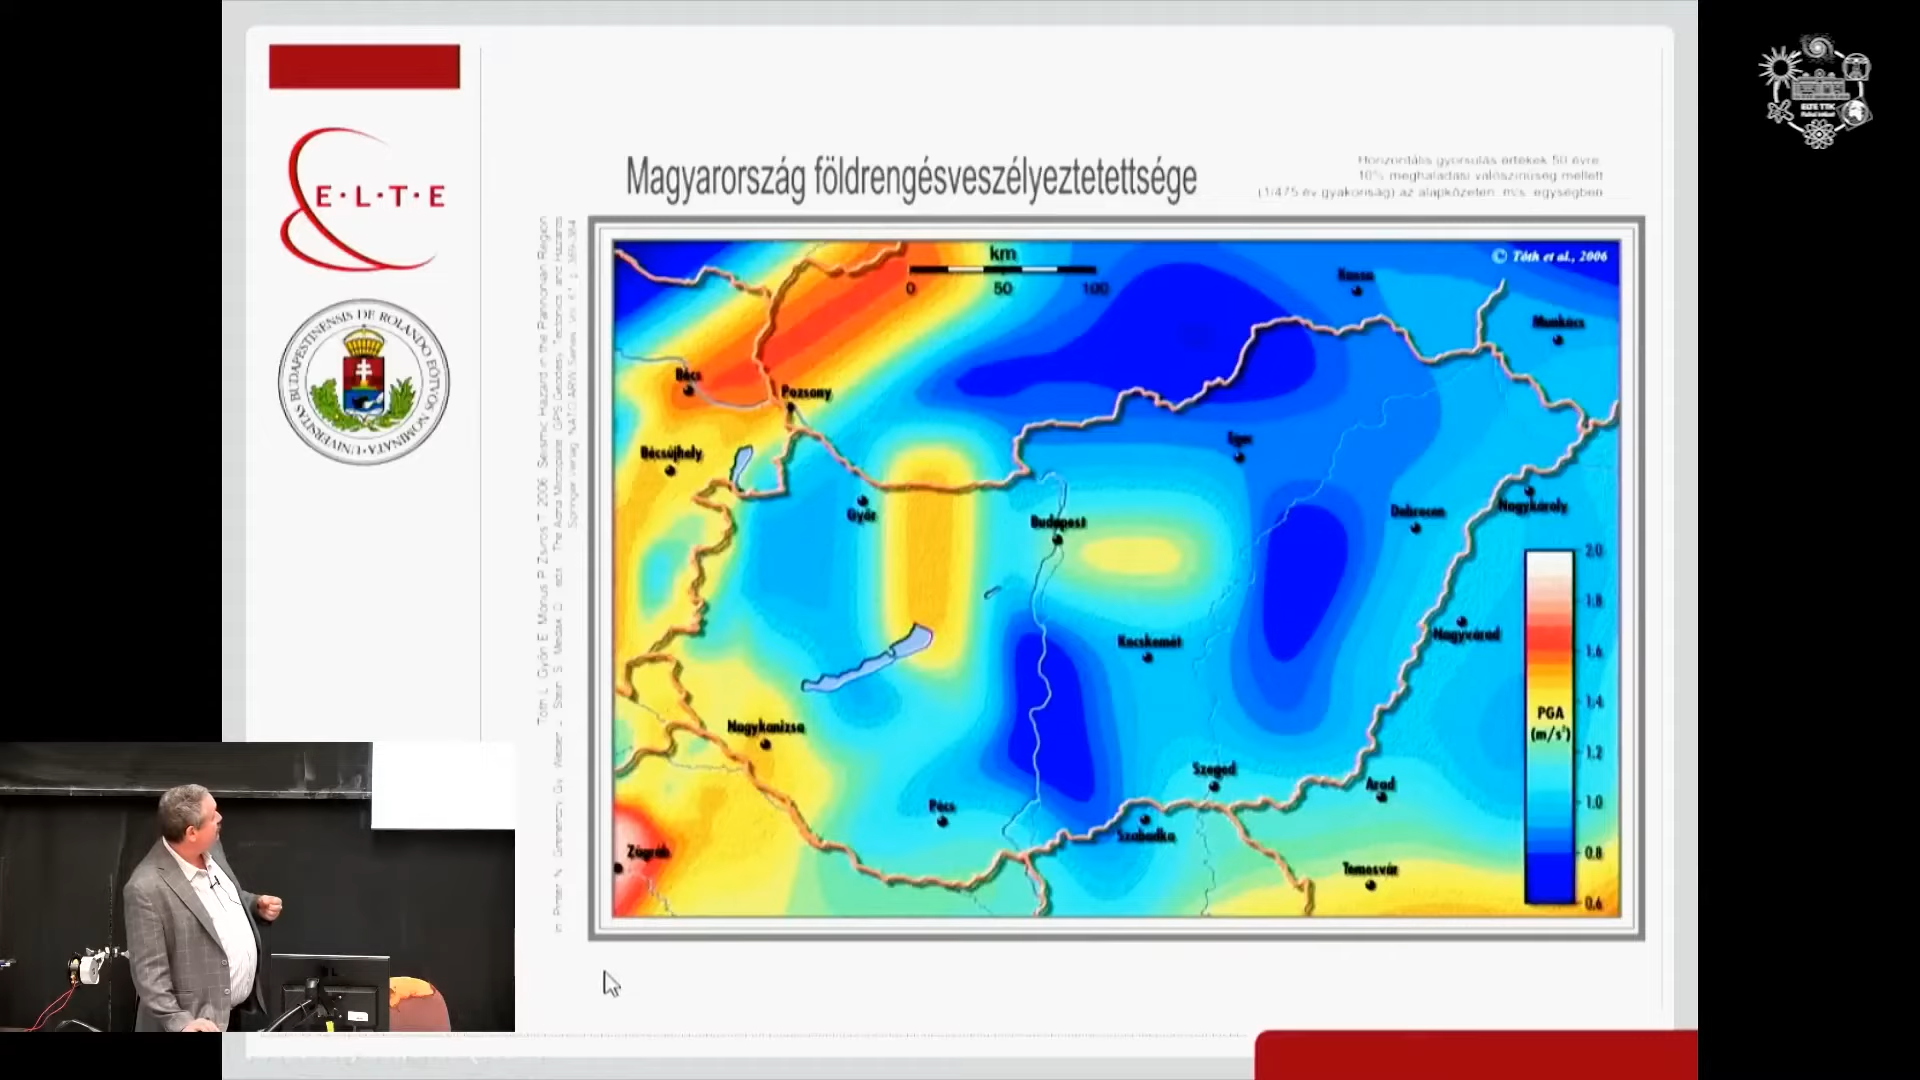 E·L·T·E
UNIVERSITAS BUDAPESTINENSIS DE ROLANDO EÖTVÖS NOMINATA
ELTE TTK
Magyarország földrengésveszélyeztetettsége
Horizontális gyorsulás értékek 50 évre
10% meghaladási valószínűség mellett
(1/475 év gyakoriság) az alapkőzeten
egységben
© Tóth et al., 2006
km
0 50 100
Kassa
Munkács
Bécs
Pozsony
Bécsújhely
Eger
Győr
Budapest
Debrecen
Nagykároly
Kecskemét
Nagyvárad
Nagykanizsa
Szeged
Arad
Pécs
Szabadka
Zágráb
Temesvár
2.0
1.8
1.6
1.4
PGA
(m/s²)
1.2
1.0
0.8
0.6